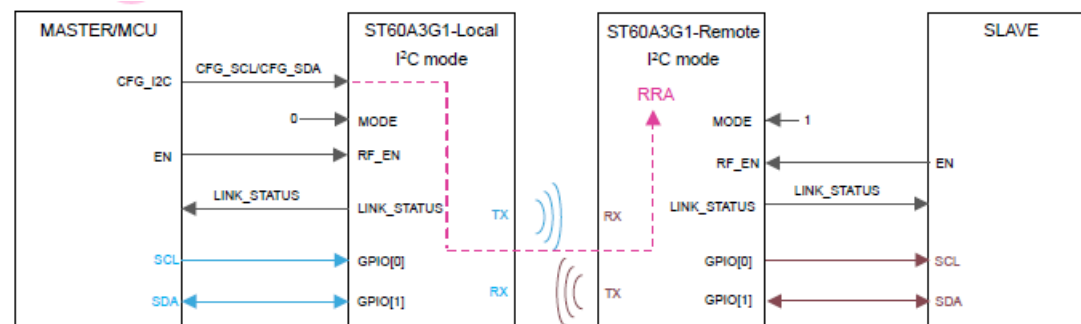 MASTER/MCU
ST60A3G1-Local
I²C mode
ST60A3G1-Remote
I²C mode
SLAVE
CFG_I2C
CFG_SCL/CFG_SDA
RRA
0
MODE
MODE
1
EN
RF_EN
RF_EN
EN
LINK_STATUS
LINK_STATUS
TX
RX
LINK_STATUS
LINK_STATUS
SCL
GPIO[0]
GPIO[0]
SCL
SDA
GPIO[1]
RX
TX
GPIO[1]
SDA